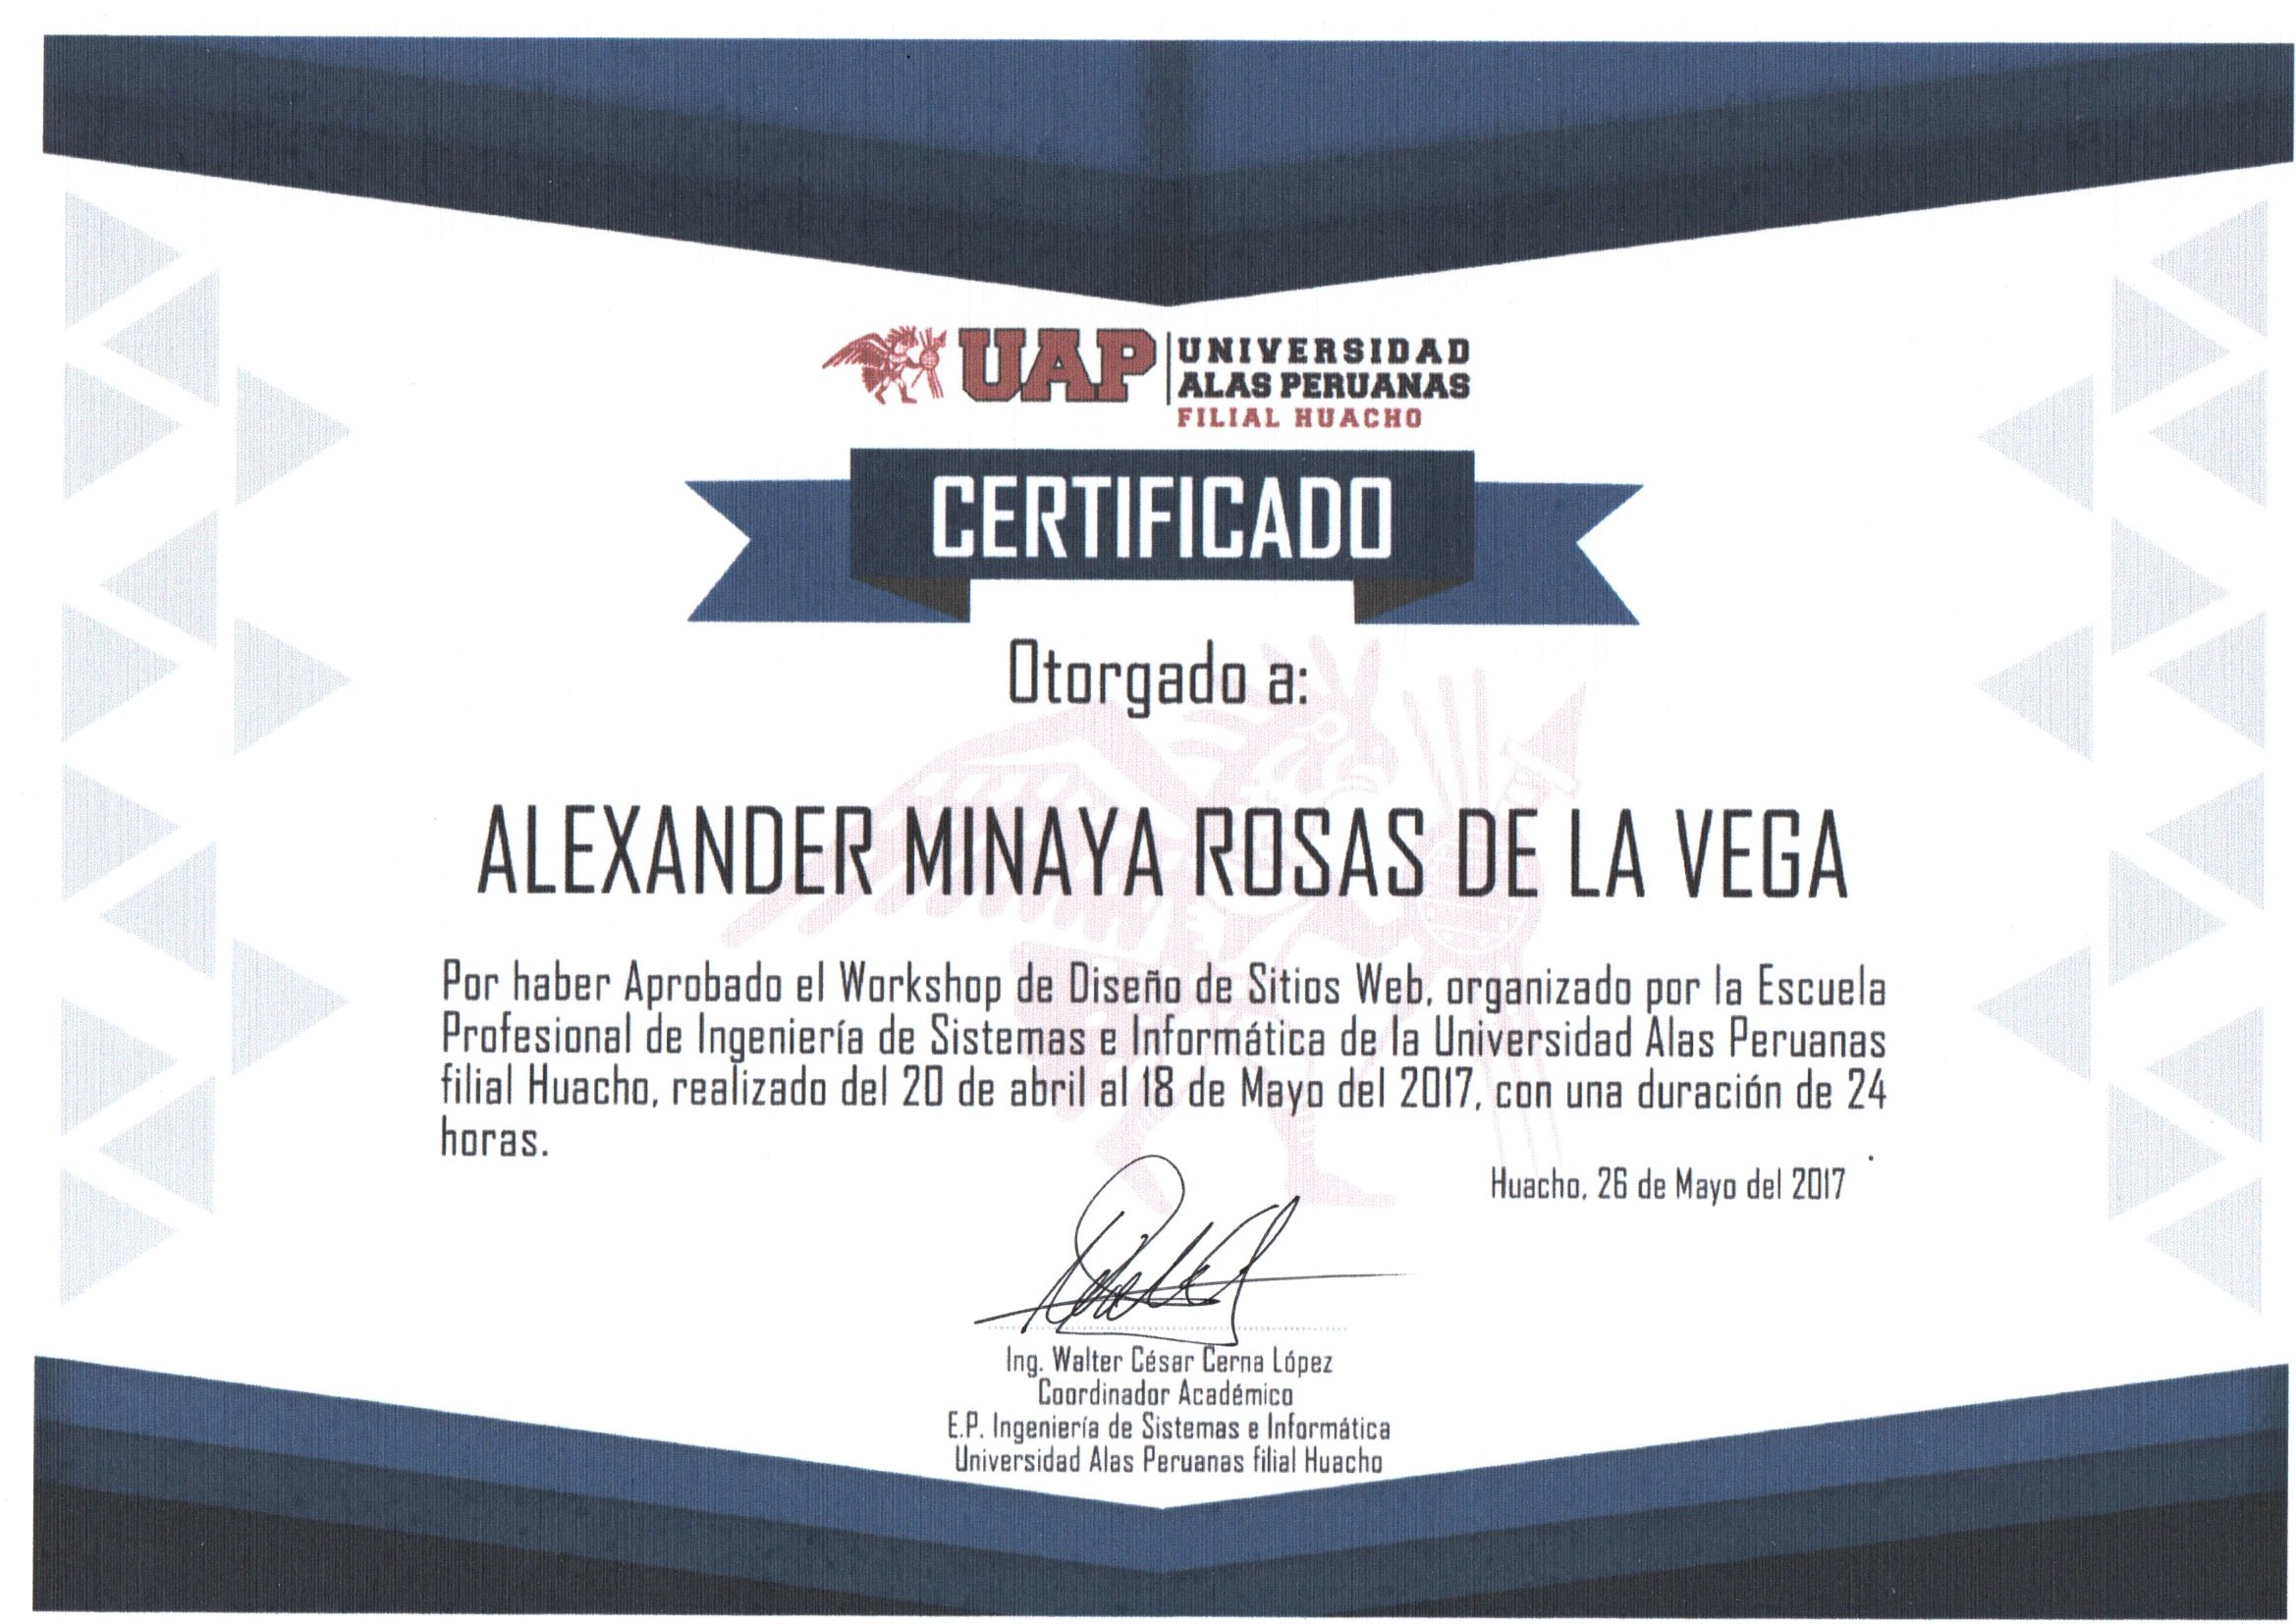 UAP
UNIVERSIDAD
ALAS PERUANAS
FILIAL HUACHO
CERTIFICADO
Otorgado a:
ALEXANDER MINAYA ROSAS DE LA VEGA
Por haber Aprobado el Workshop de Diseño de Sitios Web, organizado por la Escuela
Profesional de Ingeniería de Sistemas e Informática de la Universidad Alas Peruanas
filial Huacho, realizado del 20 de abril al 18 de Mayo del 2017, con una duración de 24
horas.
Huacho, 26 de Mayo del 2017
Ing. Walter César Cerna López
Coordinador Académico
E.P. Ingeniería de Sistemas e Informática
Universidad Alas Peruanas filial Huacho